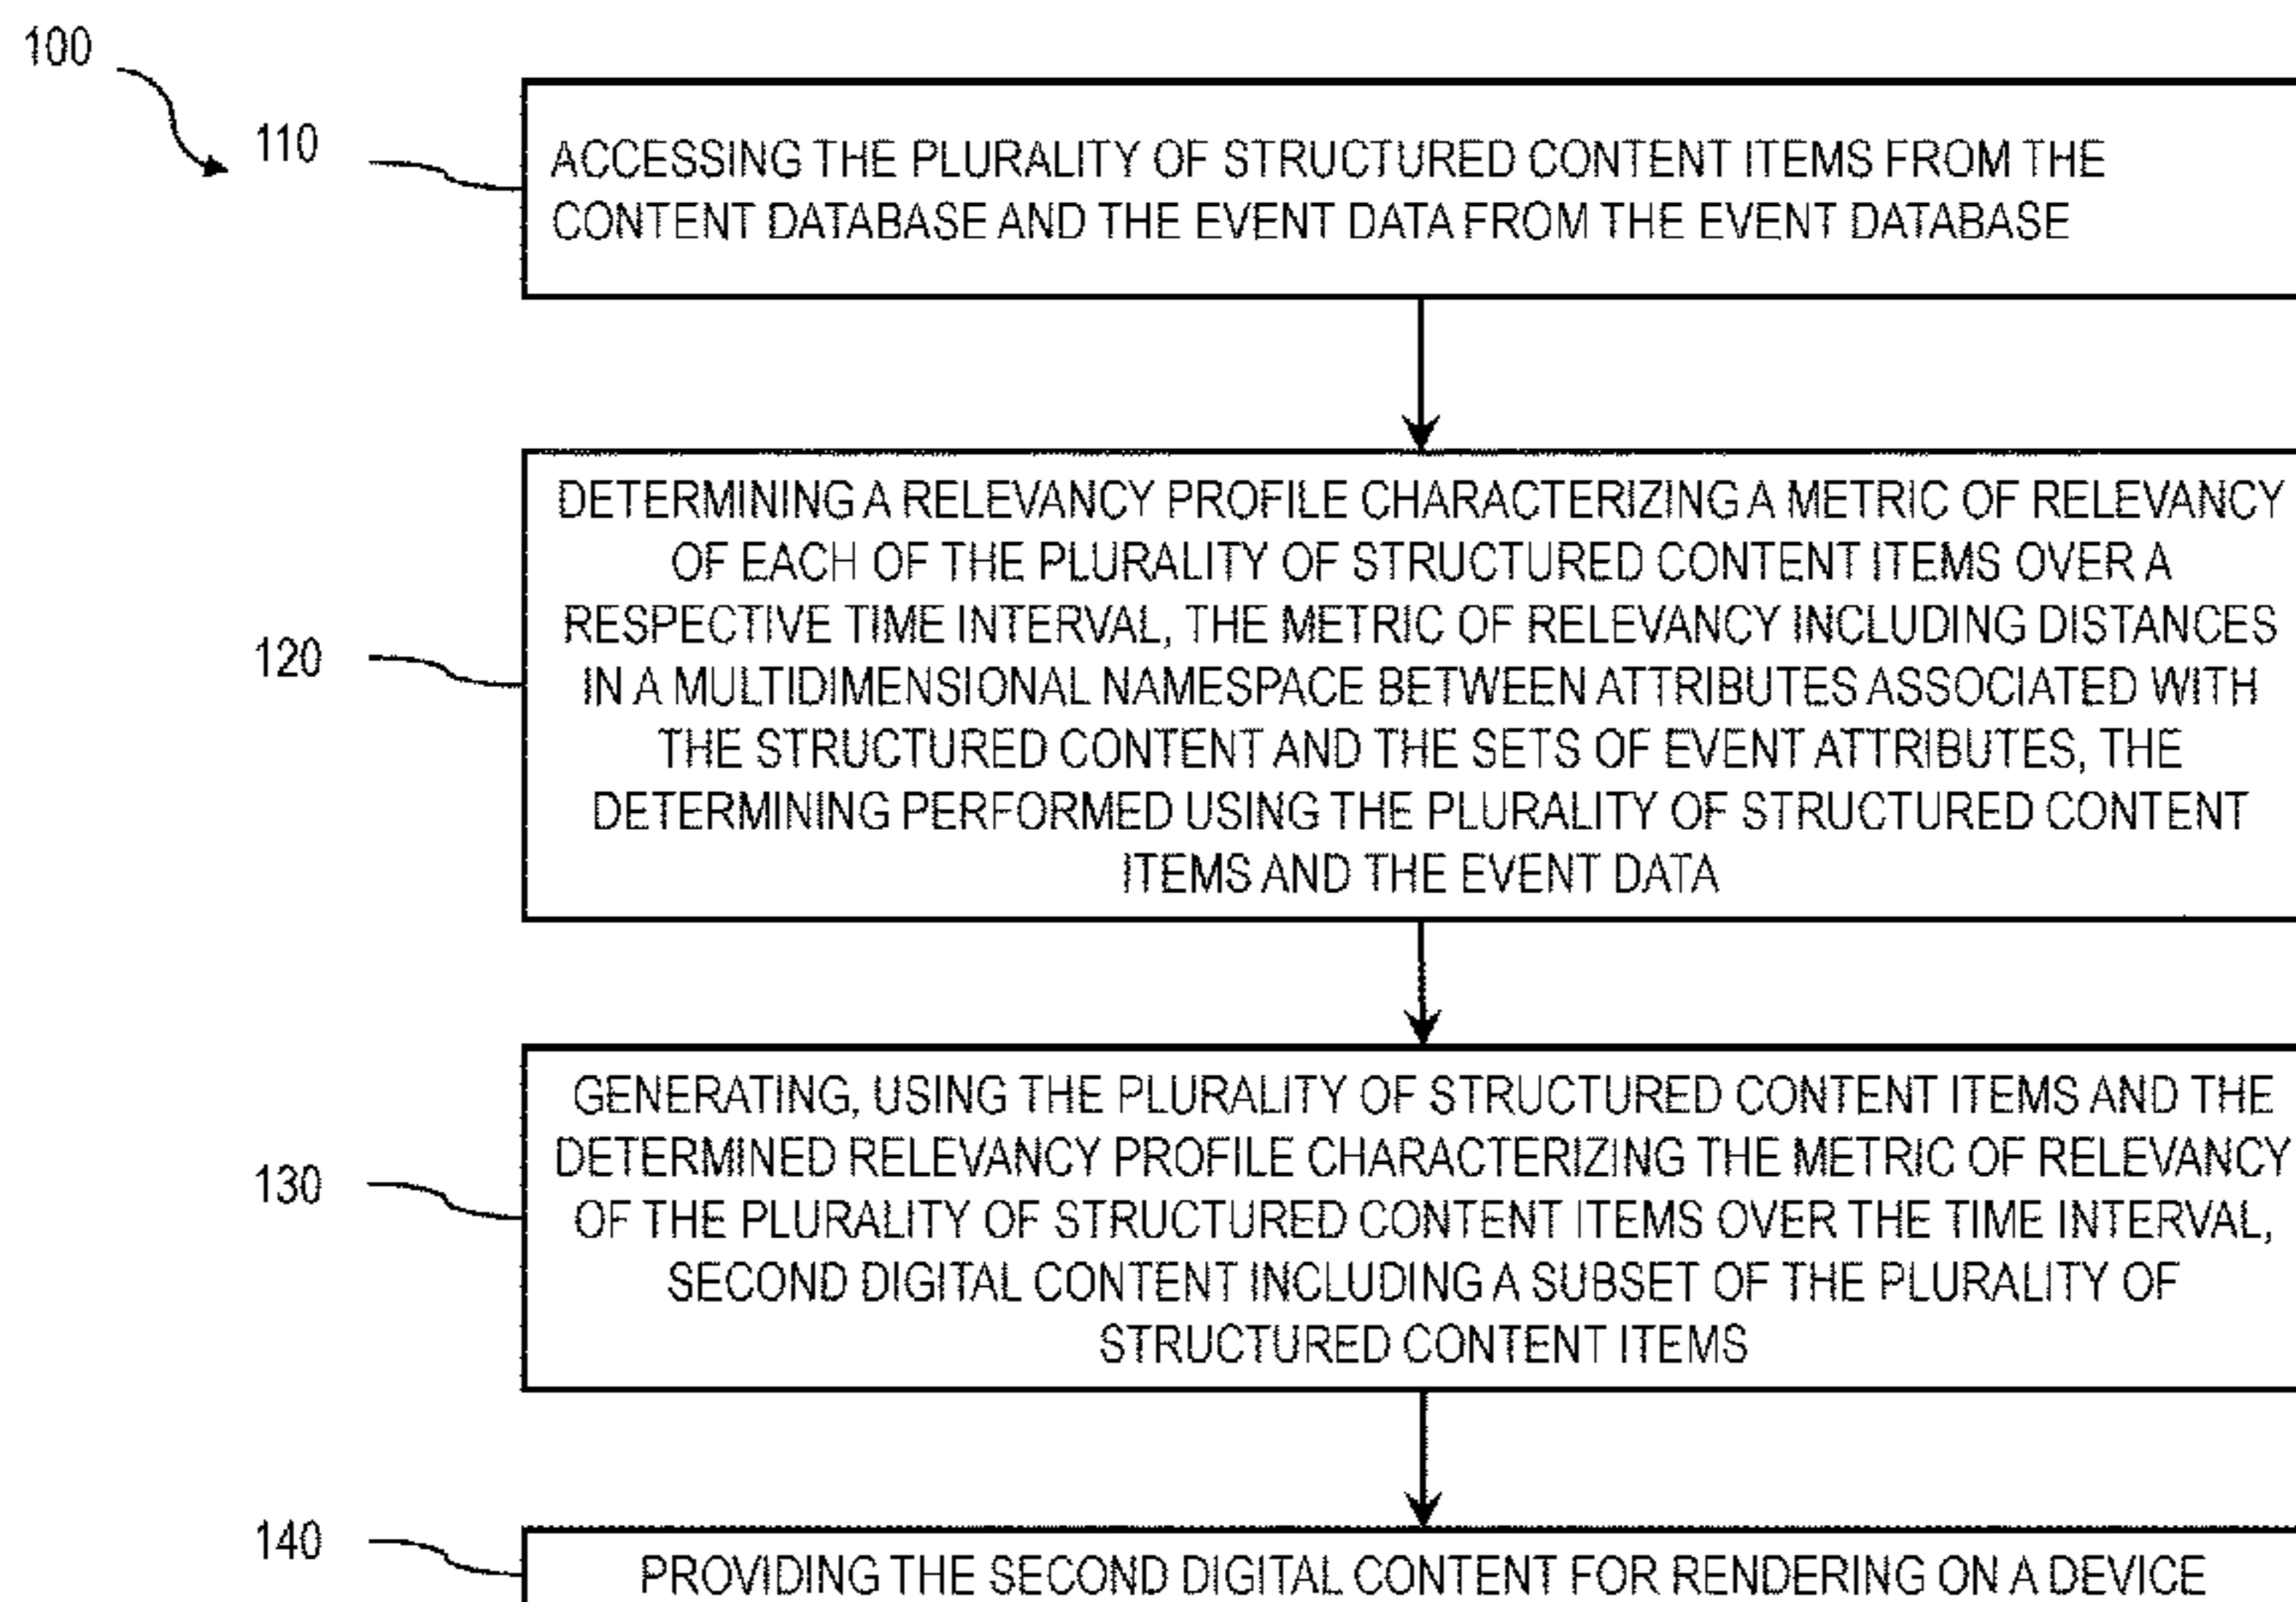 100
110
ACCESSING THE PLURALITY OF STRUCTURED CONTENT ITEMS FROM THE
CONTENT DATABASE AND THE EVENT DATA FROM THE EVENT DATABASE
DETERMINING A RELEVANCY PROFILE CHARACTERIZING A METRIC OF RELEVANCY
OF EACH OF THE PLURALITY OF STRUCTURED CONTENT ITEMS OVER A
RESPECTIVE TIME INTERVAL, THE METRIC OF RELEVANCY INCLUDING DISTANCES
120
IN A MULTIDIMENSIONAL NAMESPACE BETWEEN ATTRIBUTES ASSOCIATED WITH
THE STRUCTURED CONTENT AND THE SETS OF EVENT ATTRIBUTES, THE
DETERMINING PERFORMED USING THE PLURALITY OF STRUCTURED CONTENT
ITEMS AND THE EVENT DATA
GENERATING, USING THE PLURALITY OF STRUCTURED CONTENT ITEMS AND THE
DETERMINED RELEVANCY PROFILE CHARACTERIZING THE METRIC OF RELEVANCY
130
OF THE PLURALITY OF STRUCTURED CONTENT ITEMS OVER THE TIME INTERVAL,
SECOND DIGITAL CONTENT INCLUDING A SUBSET OF THE PLURALITY OF
STRUCTURED CONTENT ITEMS
140
PROVIDING THE SECOND DIGITAL CONTENT FOR RENDERING ON A DEVICE